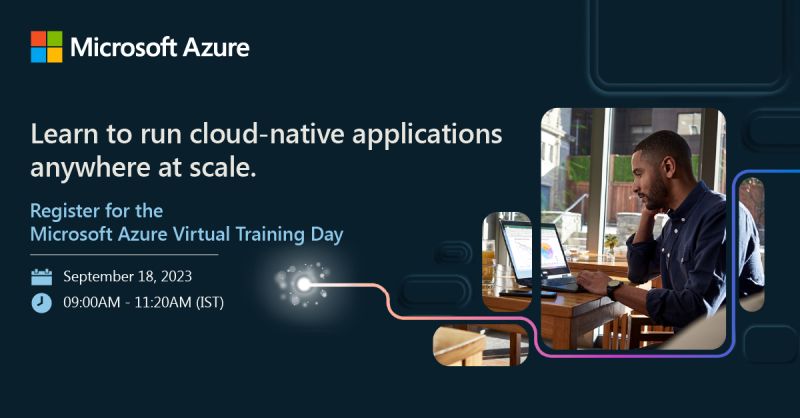 Microsoft Azure
Learn to run cloud-native applications
anywhere at scale.
Register for the
Microsoft Azure Virtual Training Day
September 18, 2023
09:00AM - 11:20AM (IST)